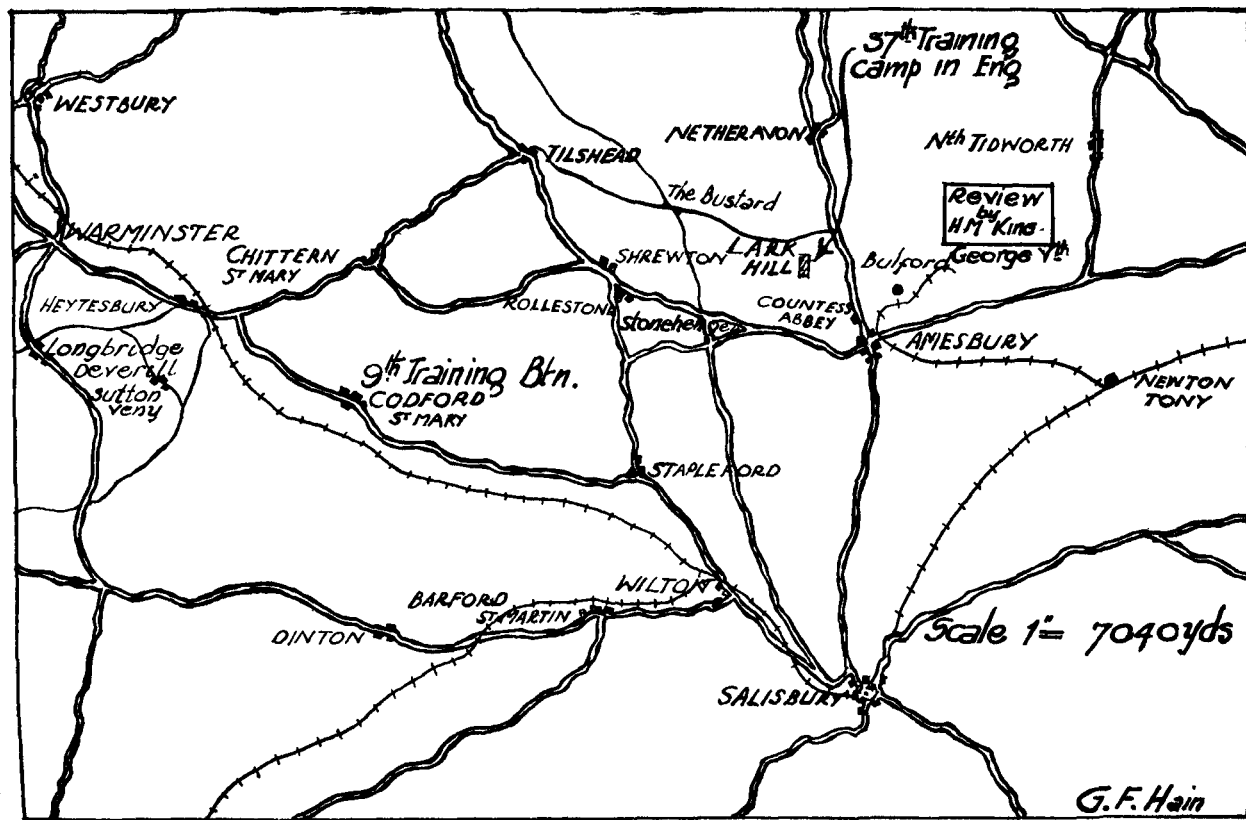 37th Training
camp in Eng
WESTBURY
NETHERAVON
Nth TIDWORTH
TILSHEAD
The Bustard
Review
by
HM King
George Vth
WARMINSTER
CHITTERN
ST MARY
SHREWTON
LARK
HILL
Bulford
HEYTESBURY
ROLLESTONE
Stonehenge
COUNTESS
ABBEY
AMESBURY
Longbridge
Deverill
Sutton
veny
9th Training Btn.
CODFORD
ST MARY
NEWTON
TONY
STAPLEFORD
WILTON
BARFORD
ST MARTIN
DINTON
Scale 1"= 7040yds
SALISBURY
G.F.Hain